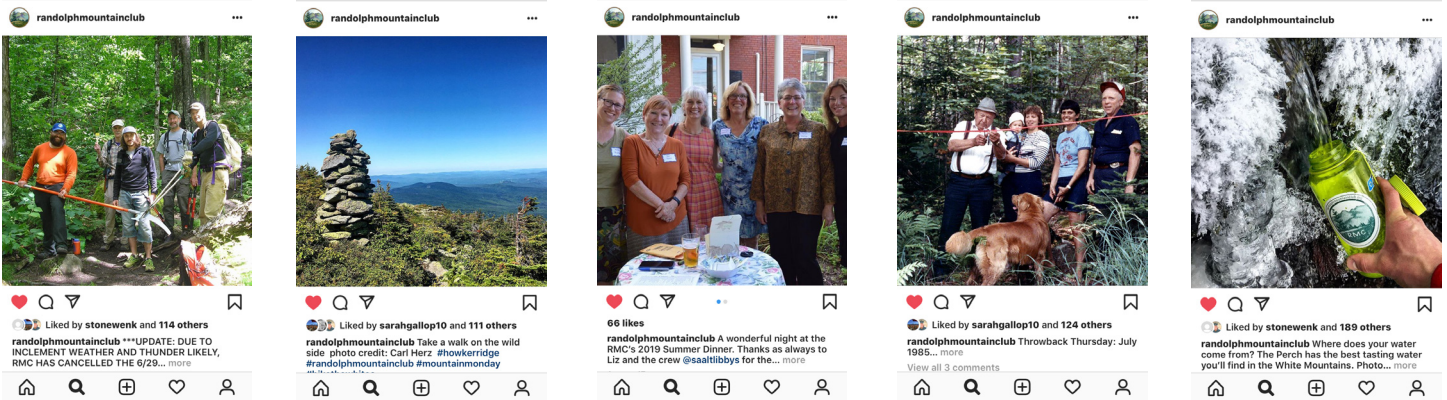 randolphmountainclub
Liked by stonewenk and 114 others
randolphmountainclub ***UPDATE: DUE TO
INCLEMENT WEATHER AND THUNDER LIKELY,
RMC HAS CANCELLED THE 6/29... more
randolphmountainclub
Liked by sarahgallop10 and 111 others
randolphmountainclub Take a walk on the wild
side photo credit: Carl Herz #howkerridge
#randolphmountainclub #mountainmonday
randolphmountainclub
66 likes
randolphmountainclub A wonderful night at the
RMC's 2019 Summer Dinner. Thanks as always to
Liz and the crew @saaltlibbys for the... more
randolphmountainclub
Liked by sarahgallop10 and 124 others
randolphmountainclub Throwback Thursday: July
1985... more
View all 3 comments
randolphmountainclub
RMC
Liked by stonewenk and 189 others
randolphmountainclub Where does your water
come from? The Perch has the best tasting water
you'll find in the White Mountains. Photo... more